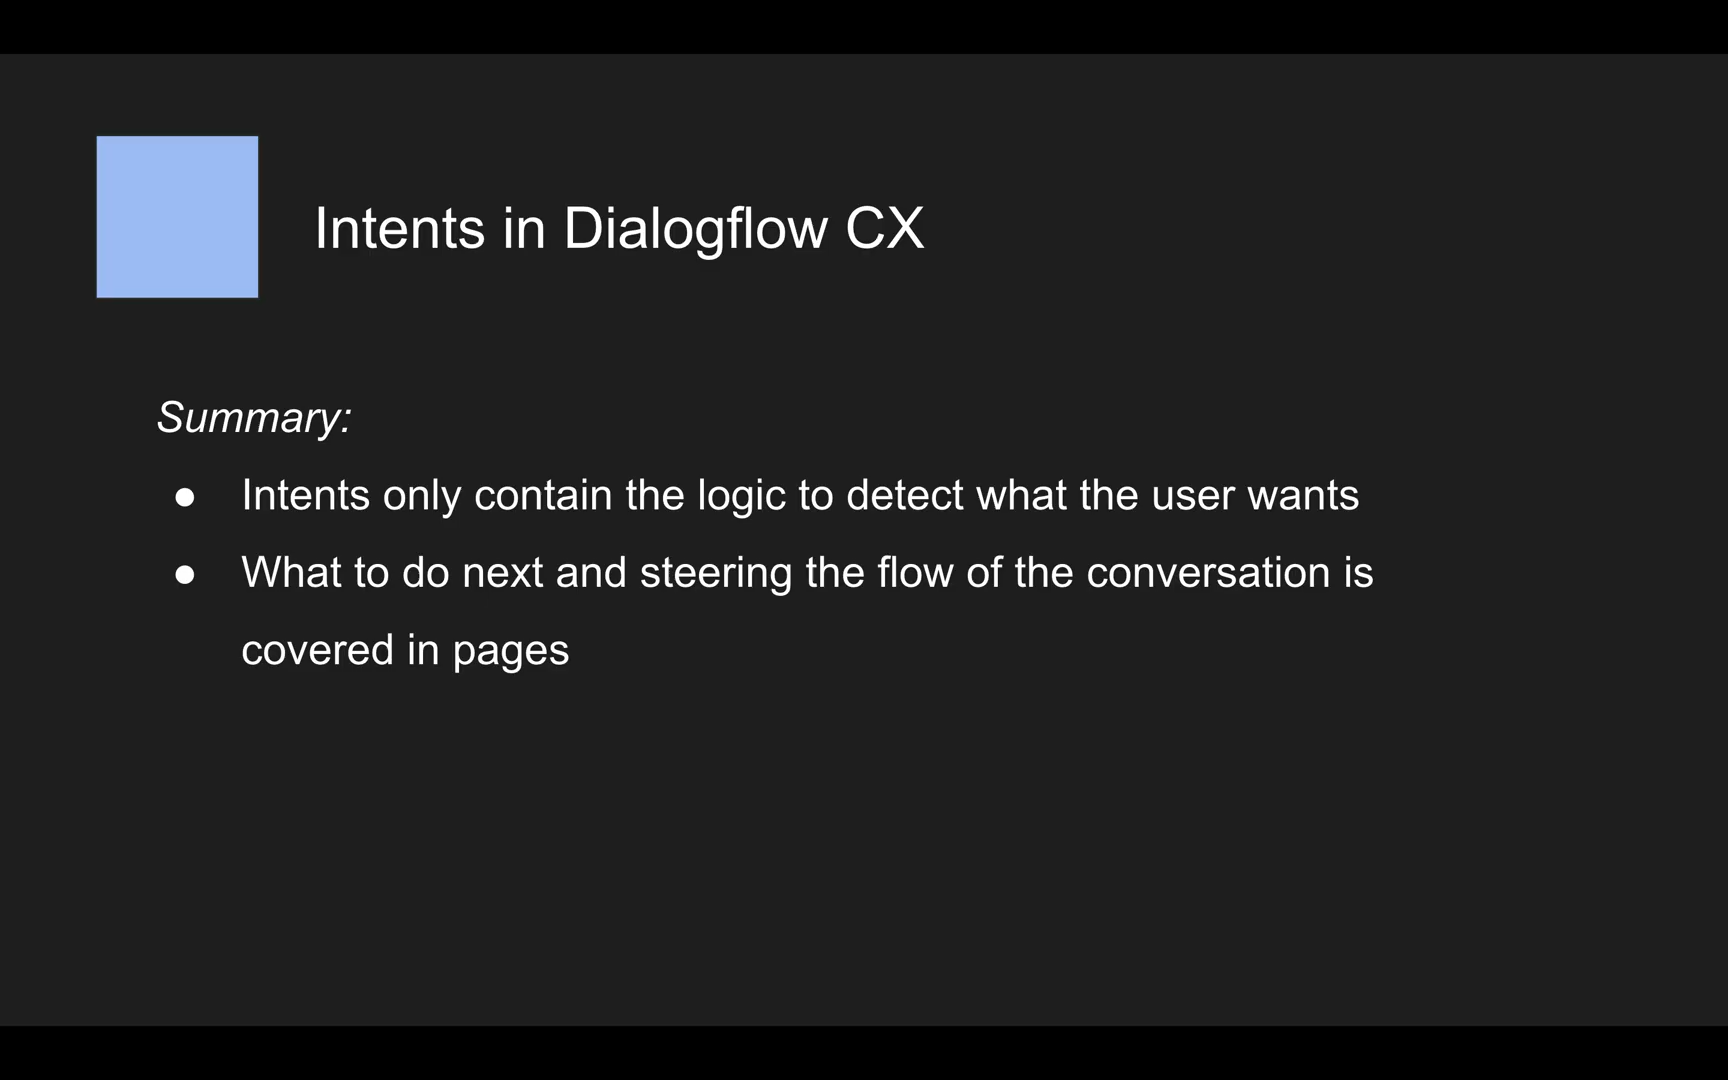 Intents in Dialogflow CX
Summary:
● Intents only contain the logic to detect what the user wants
● What to do next and steering the flow of the conversation is
covered in pages